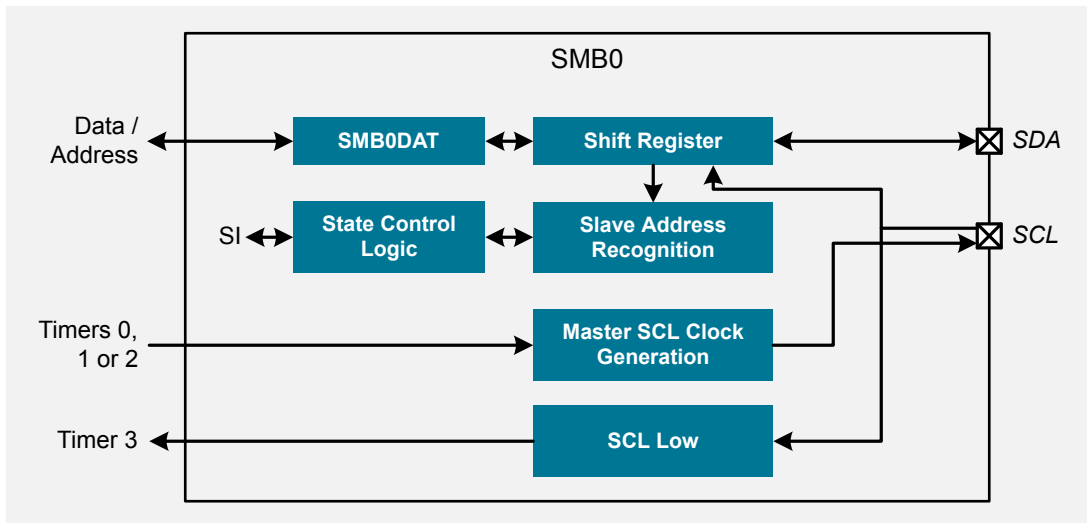 SMB0
Data /
Address
SMB0DAT
Shift Register
SDA
SI
State Control
Logic
Slave Address
Recognition
SCL
Timers 0,
1 or 2
Master SCL Clock
Generation
Timer 3
SCL Low